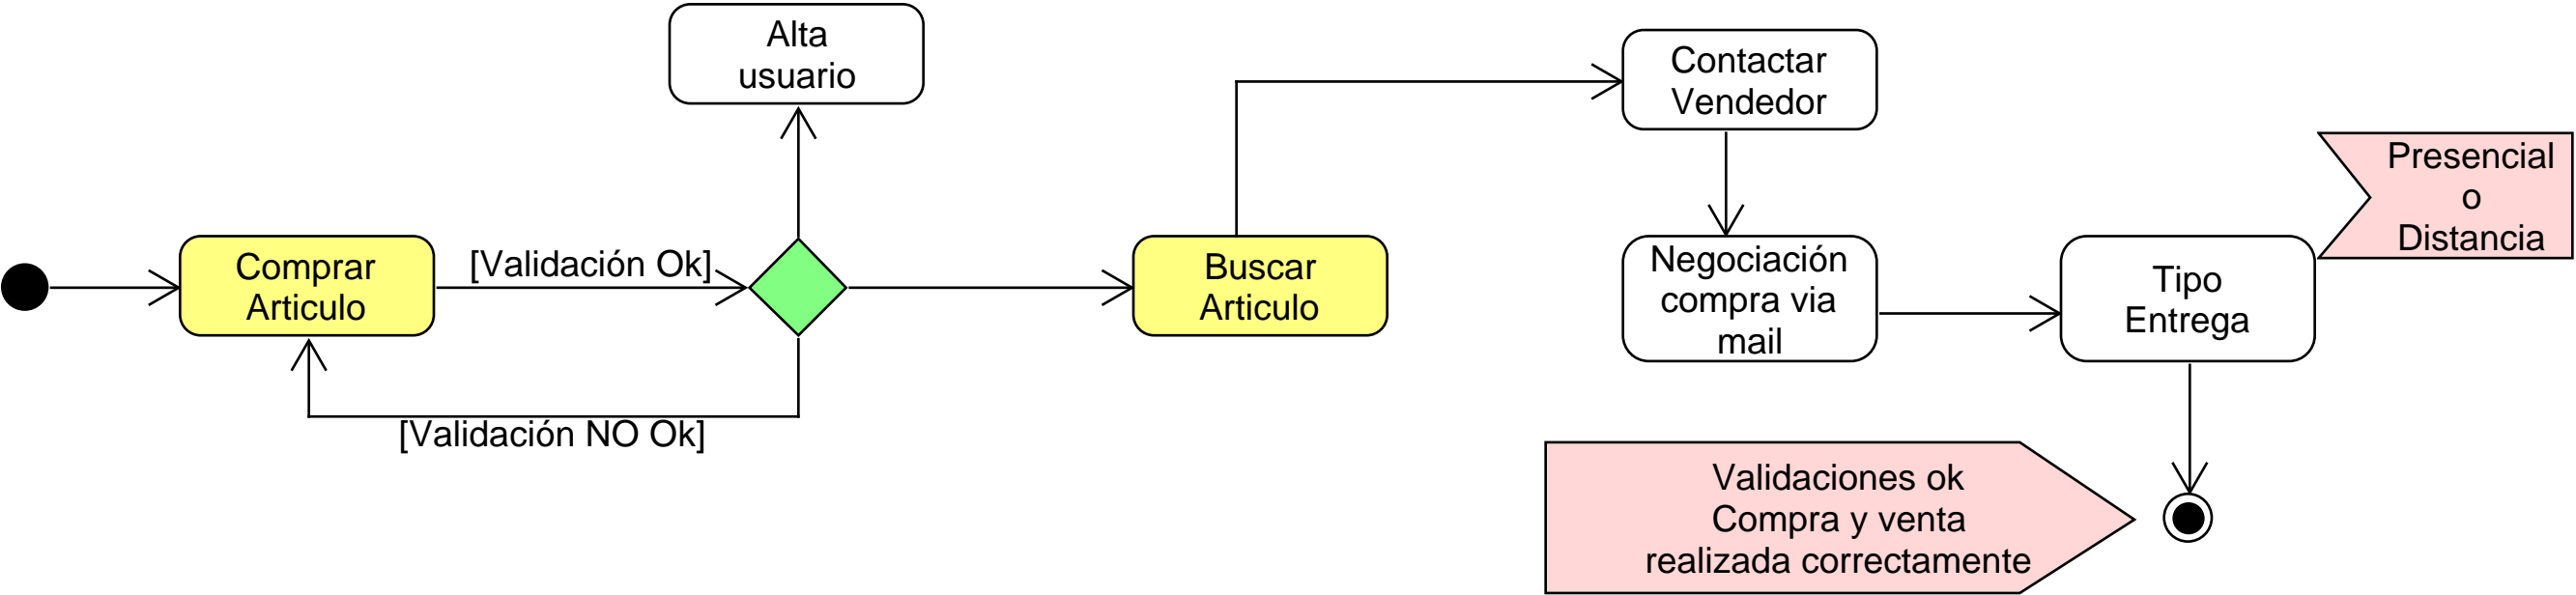 Alta
usuario
Contactar
Vendedor
Presencial
o
Distancia
Comprar
Articulo
[Validación Ok]
Buscar
Articulo
Negociación
compra via
mail
Tipo
Entrega
[Validación NO Ok]
Validaciones ok
Compra y venta
realizada correctamente